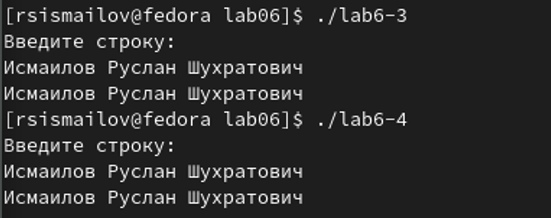 [rsismailov@fedora lab06]$ ./lab6-3
Введите строку:
Исмаилов Руслан Шухратович
Исмаилов Руслан Шухратович
[rsismailov@fedora lab06]$ ./lab6-4
Введите строку:
Исмаилов Руслан Шухратович
Исмаилов Руслан Шухратович